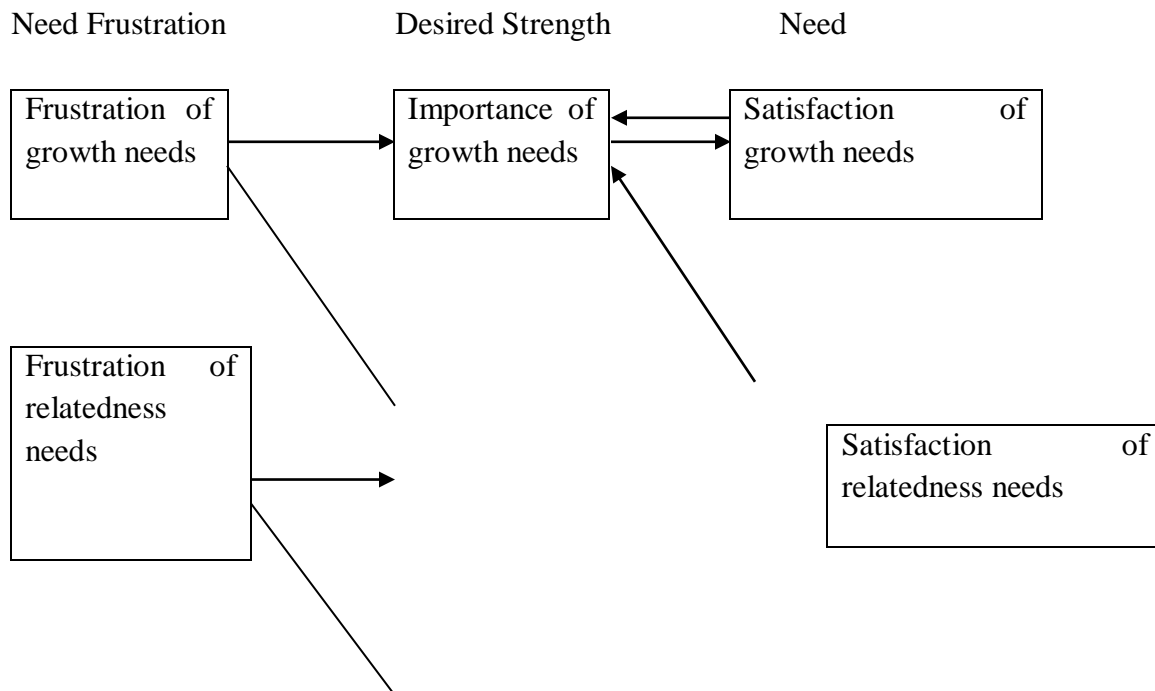 Need Frustration
Desired Strength
Need
Frustration of
growth needs
Importance of
growth needs
Satisfaction of
growth needs
Frustration of
relatedness
needs
Satisfaction of
relatedness needs